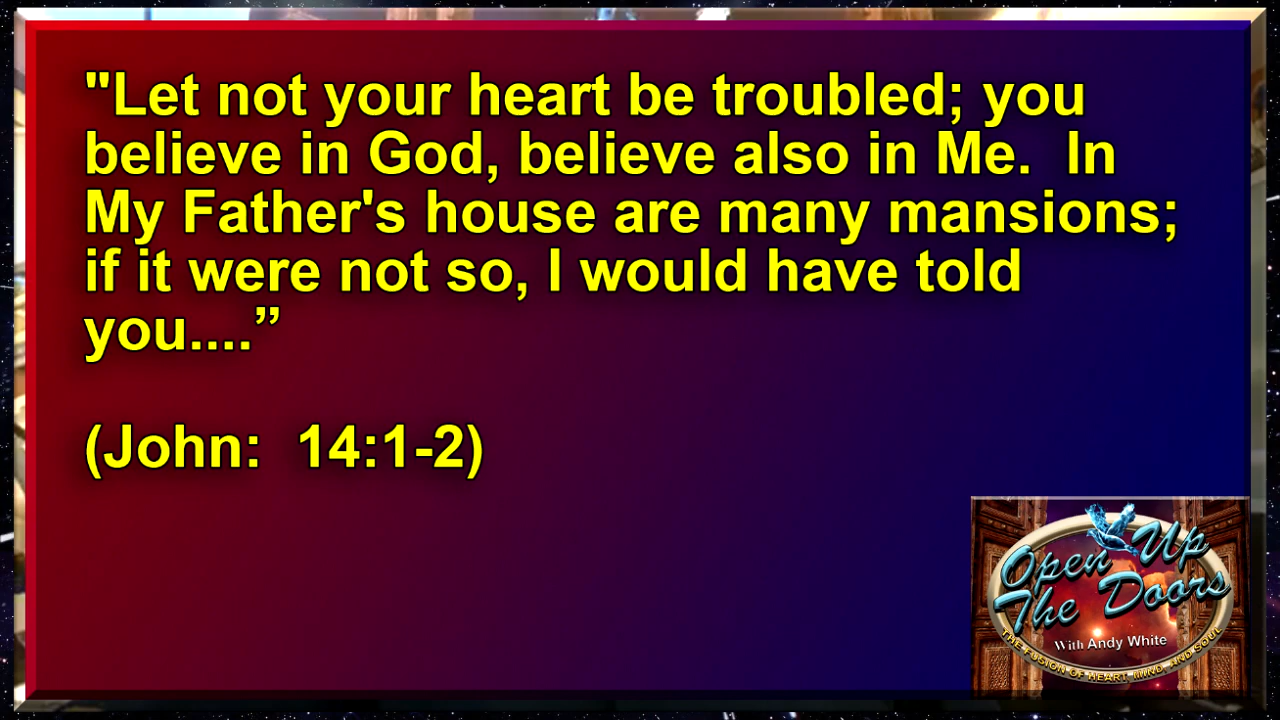 "Let not your heart be troubled; you
believe in God, believe also in Me.  In
My Father's house are many mansions;
if it were not so, I would have told
you....”
(John:  14:1-2)
Open Up
The Doors
With Andy White
THE FUSION OF HEART, MIND, AND SOUL